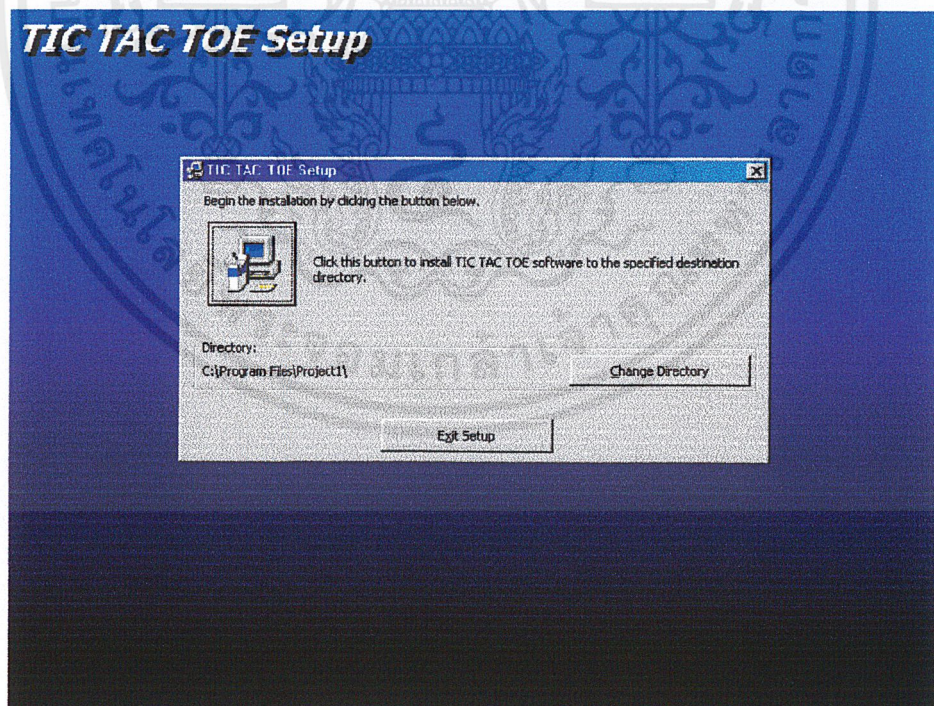 TIC TAC TOE Setup
TIC TAC TOE Setup
Begin the installation by clicking the button below.
Click this button to install TIC TAC TOE software to the specified destination
directory.
Directory:
C:\Program Files\Project1\
Change Directory
Exit Setup